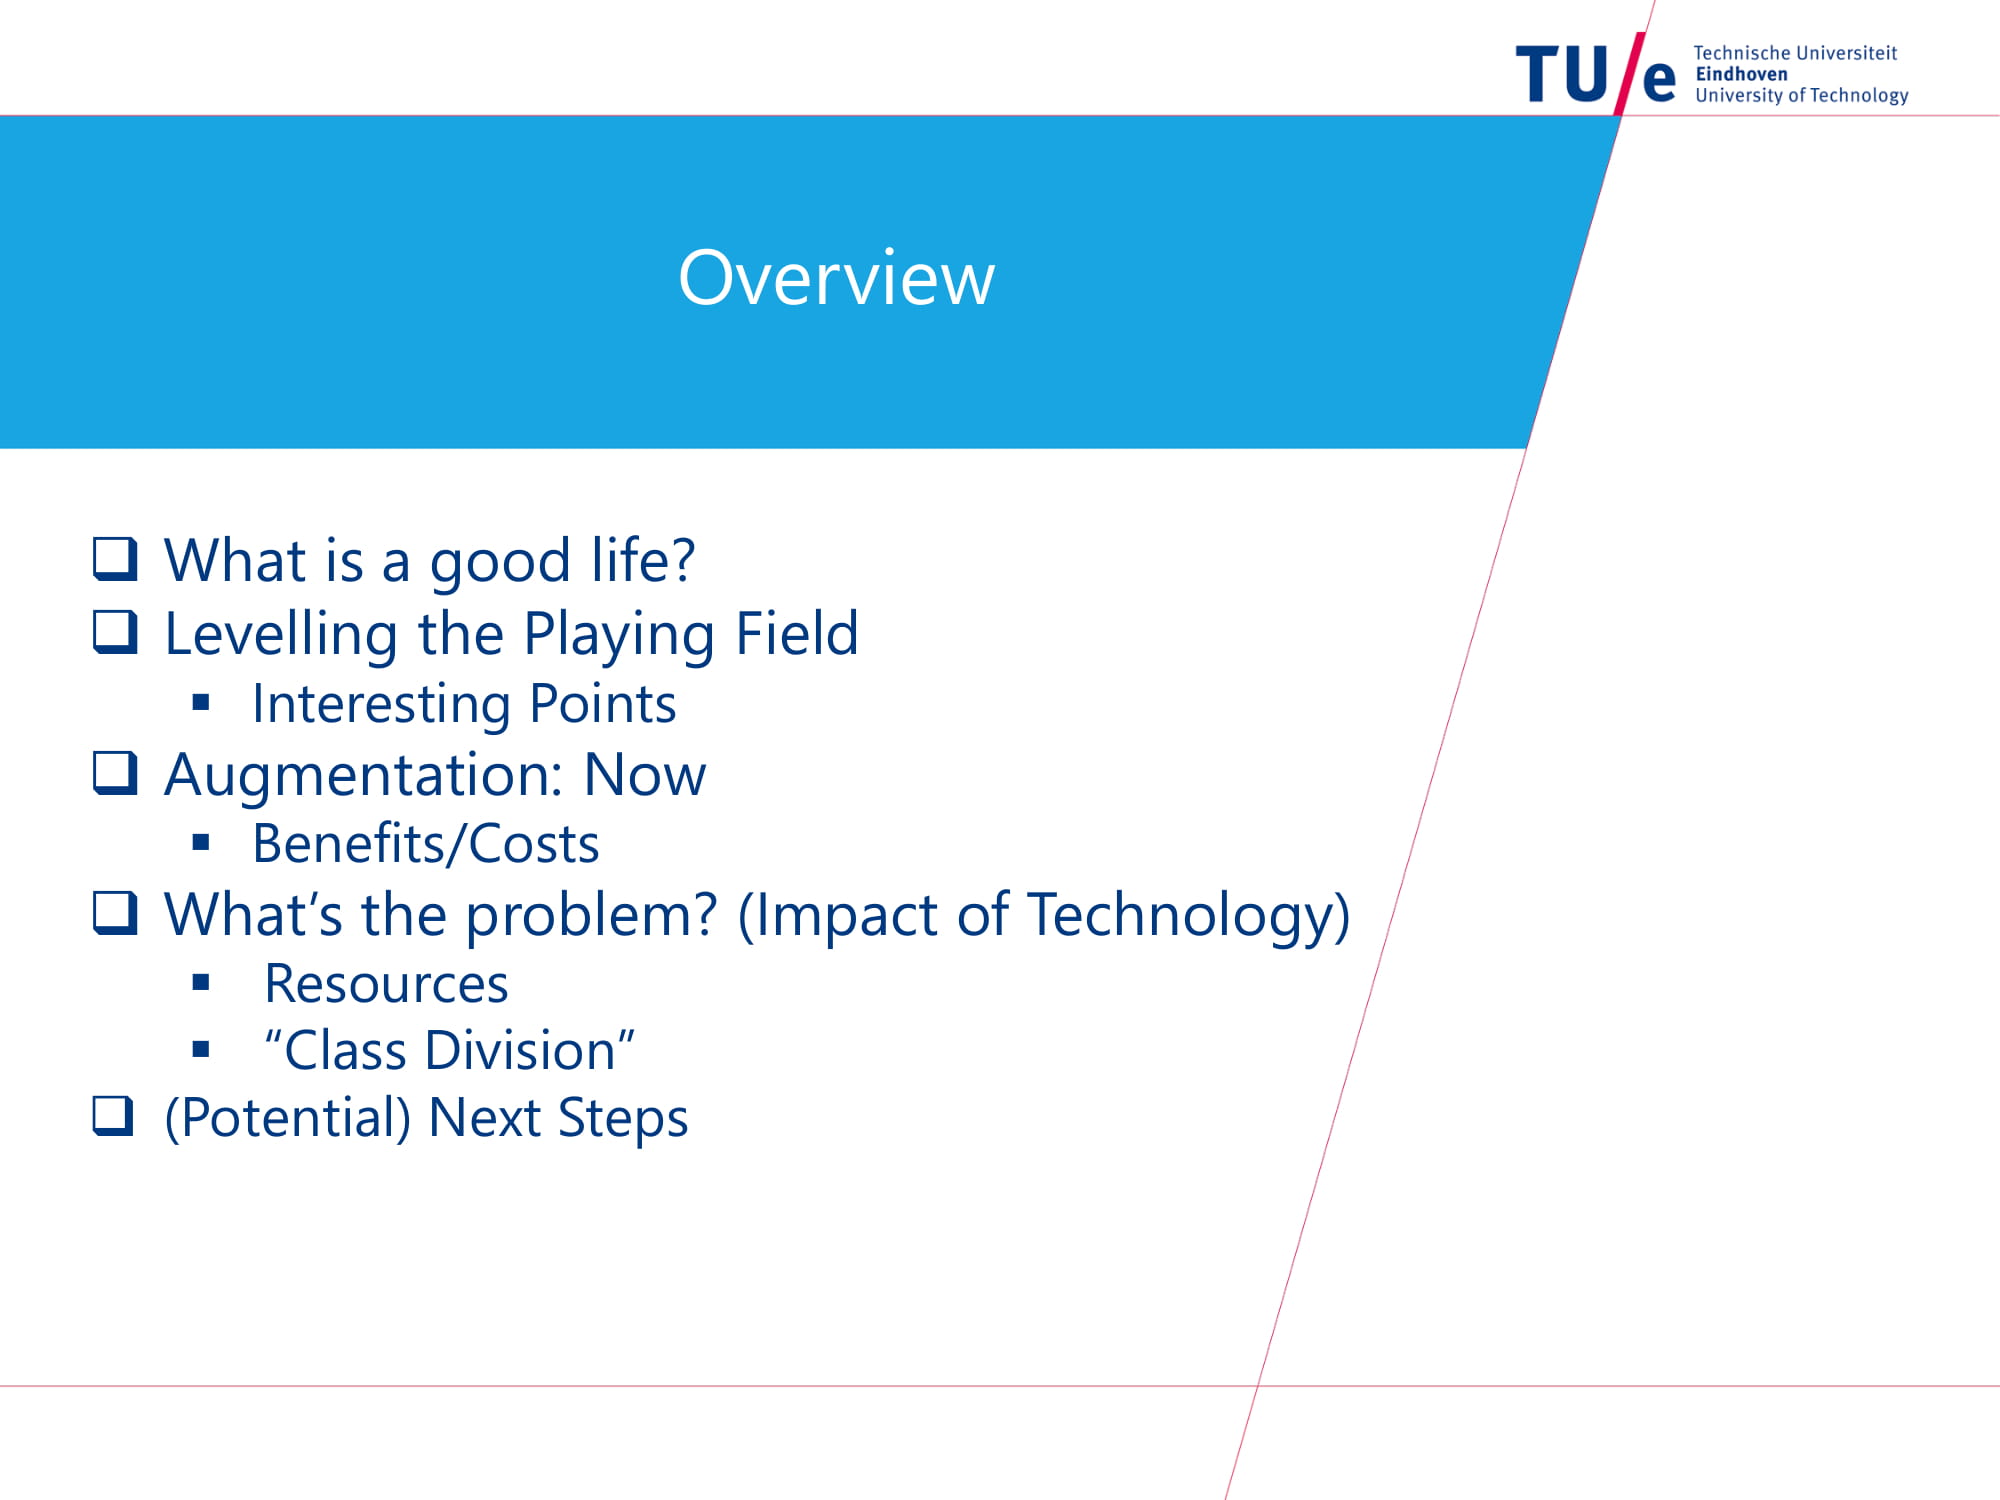 TU/e
Technische Universiteit
Eindhoven
University of Technology
Overview
What is a good life?
Levelling the Playing Field
Interesting Points
Augmentation: Now
Benefits/Costs
What’s the problem? (Impact of Technology)
Resources
“Class Division”
(Potential) Next Steps